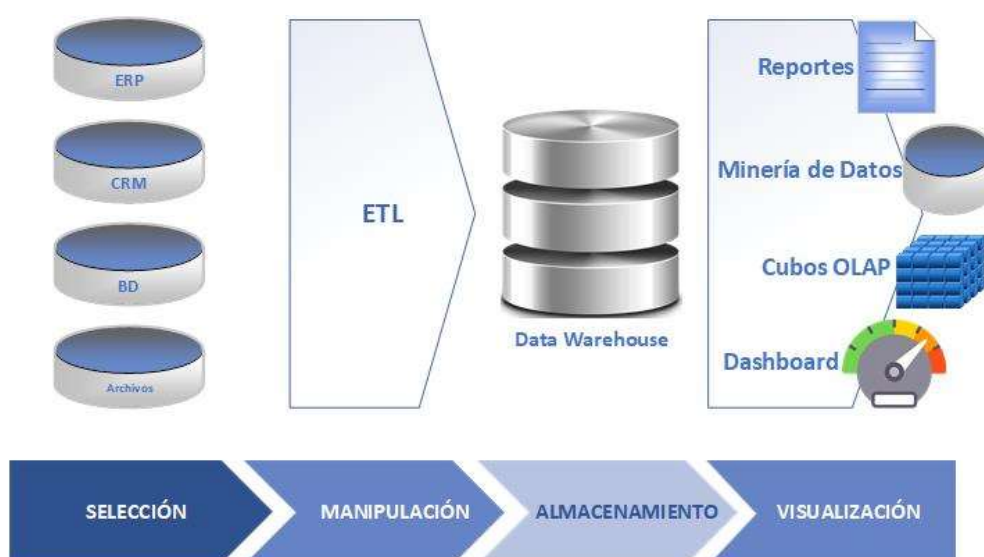 ERP
CRM
BD
Archivos
ETL
Data Warehouse
Reportes
Minería de Datos
Cubos OLAP
Dashboard
SELECCIÓN
MANIPULACIÓN
ALMACENAMIENTO
VISUALIZACIÓN